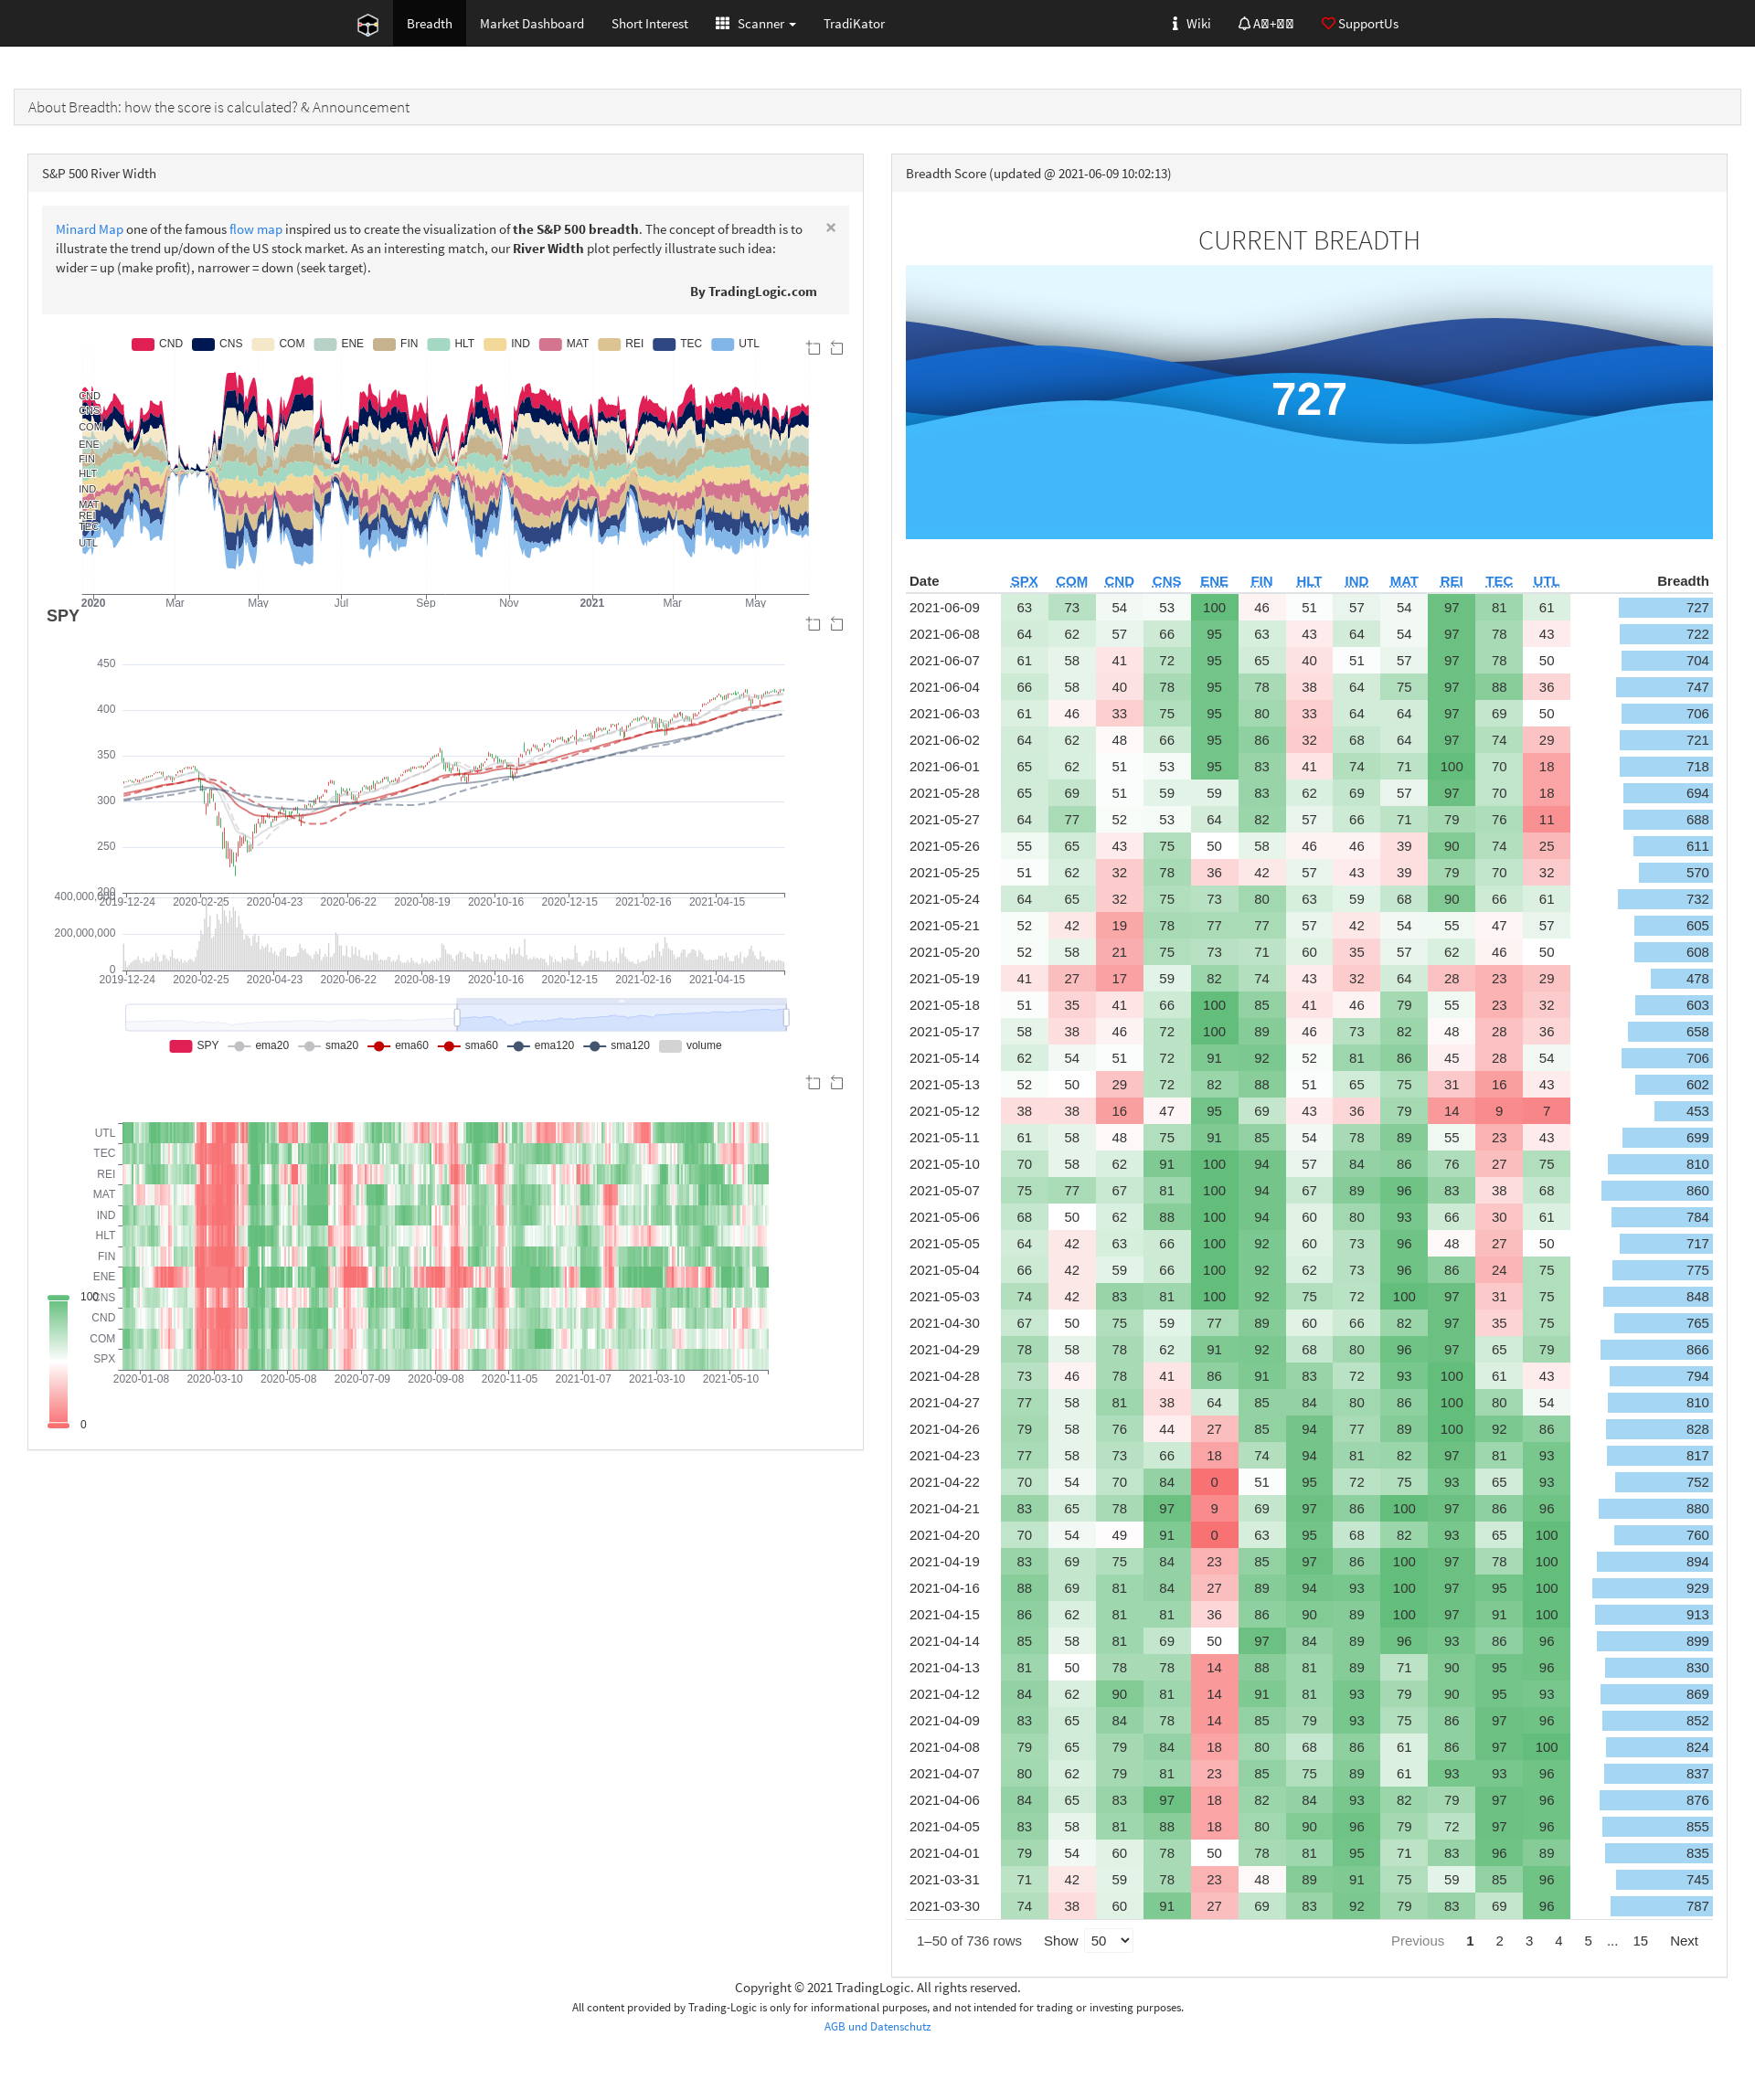 Breadth Market Dashboard Short Interest Scanner TradiKator Wiki SupportUs
About Breadth: how the score is calculated? & Announcement
S&P 500 River Width
Minard Map one of the famous flow map inspired us to create the visualization of the S&P 500 breadth. The concept of breadth is to
illustrate the trend up/down of the US stock market. As an interesting match, our River Width plot perfectly illustrate such idea:
wider = up (make profit), narrower = down (seek target).
×
By TradingLogic.com
CND CNS COM ENE FIN HLT IND MAT REI TEC UTL
CND
CNS
COM
ENE
FIN
HLT
IND
MAT
REI
TEC
UTL
2020 Mar May Jul Sep Nov 2021 Mar May
SPY
450
400
350
300
250
200
2019-12-24 2020-02-25 2020-04-23 2020-06-22 2020-08-19 2020-10-16 2020-12-15 2021-02-16 2021-04-15
400,000,000
200,000,000
0
2019-12-24 2020-02-25 2020-04-23 2020-06-22 2020-08-19 2020-10-16 2020-12-15 2021-02-16 2021-04-15
SPY ema20 sma20 ema60 sma60 ema120 sma120 volume
UTL
TEC
REI
MAT
IND
HLT
FIN
ENE
CNS
CND
COM
SPX
2020-01-08 2020-03-10 2020-05-08 2020-07-09 2020-09-08 2020-11-05 2021-01-07 2021-03-10 2021-05-10
100
0
Breadth Score (updated @ 2021-06-09 10:02:13)
CURRENT BREADTH
727
Date SPX COM CND CNS ENE FIN HLT IND MAT REI TEC UTL Breadth
2021-06-09 63 73 54 53 100 46 51 57 54 97 81 61 727
2021-06-08 64 62 57 66 95 63 43 64 54 97 78 43 722
2021-06-07 61 58 41 72 95 65 40 51 57 97 78 50 704
2021-06-04 66 58 40 78 95 78 38 64 75 97 88 36 747
2021-06-03 61 46 33 75 95 80 33 64 64 97 69 50 706
2021-06-02 64 62 48 66 95 86 32 68 64 97 74 29 721
2021-06-01 65 62 51 53 95 83 41 74 71 100 70 18 718
2021-05-28 65 69 51 59 59 83 62 69 57 97 70 18 694
2021-05-27 64 77 52 53 64 82 57 66 71 79 76 11 688
2021-05-26 55 65 43 75 50 58 46 46 39 90 74 25 611
2021-05-25 51 62 32 78 36 42 57 43 39 79 70 32 570
2021-05-24 64 65 32 75 73 80 63 59 68 90 66 61 732
2021-05-21 52 42 19 78 77 77 57 42 54 55 47 57 605
2021-05-20 52 58 21 75 73 71 60 35 57 62 46 50 608
2021-05-19 41 27 17 59 82 74 43 32 64 28 23 29 478
2021-05-18 51 35 41 66 100 85 41 46 79 55 23 32 603
2021-05-17 58 38 46 72 100 89 46 73 82 48 28 36 658
2021-05-14 62 54 51 72 91 92 52 81 86 45 28 54 706
2021-05-13 52 50 29 72 82 88 51 65 75 31 16 43 602
2021-05-12 38 38 16 47 95 69 43 36 79 14 9 7 453
2021-05-11 61 58 48 75 91 85 54 78 89 55 23 43 699
2021-05-10 70 58 62 91 100 94 57 84 86 76 27 75 810
2021-05-07 75 77 67 81 100 94 67 89 96 83 38 68 860
2021-05-06 68 50 62 88 100 94 60 80 93 66 30 61 784
2021-05-05 64 42 63 66 100 92 60 73 96 48 27 50 717
2021-05-04 66 42 59 66 100 92 62 73 96 86 24 75 775
2021-05-03 74 42 83 81 100 92 75 72 100 97 31 75 848
2021-04-30 67 50 75 59 77 89 60 66 82 97 35 75 765
2021-04-29 78 58 78 62 91 92 68 80 96 97 65 79 866
2021-04-28 73 46 78 41 86 91 83 72 93 100 61 43 794
2021-04-27 77 58 81 38 64 85 84 80 86 100 80 54 810
2021-04-26 79 58 76 44 27 85 94 77 89 100 92 86 828
2021-04-23 77 58 73 66 18 74 94 81 82 97 81 93 817
2021-04-22 70 54 70 84 0 51 95 72 75 93 65 93 752
2021-04-21 83 65 78 97 9 69 97 86 100 97 86 96 880
2021-04-20 70 54 49 91 0 63 95 68 82 93 65 100 760
2021-04-19 83 69 75 84 23 85 97 86 100 97 78 100 894
2021-04-16 88 69 81 84 27 89 94 93 100 97 95 100 929
2021-04-15 86 62 81 81 36 86 90 89 100 97 91 100 913
2021-04-14 85 58 81 69 50 97 84 89 96 93 86 96 899
2021-04-13 81 50 78 78 14 88 81 89 71 90 95 96 830
2021-04-12 84 62 90 81 14 91 81 93 79 90 95 93 869
2021-04-09 83 65 84 78 14 85 79 93 75 86 97 96 852
2021-04-08 79 65 79 84 18 80 68 86 61 86 97 100 824
2021-04-07 80 62 79 81 23 85 75 89 61 93 93 96 837
2021-04-06 84 65 83 97 18 82 84 93 82 79 97 96 876
2021-04-05 83 58 81 88 18 80 90 96 79 72 97 96 855
2021-04-01 79 54 60 78 50 78 81 95 71 83 96 89 835
2021-03-31 71 42 59 78 23 48 89 91 75 59 85 96 745
2021-03-30 74 38 60 91 27 69 83 92 79 83 69 96 787
1–50 of 736 rows Show 50 Previous 1 2 3 4 5 ... 15 Next
Copyright © 2021 TradingLogic. All rights reserved.
All content provided by Trading-Logic is only for informational purposes, and not intended for trading or investing purposes.
AGB und Datenschutz